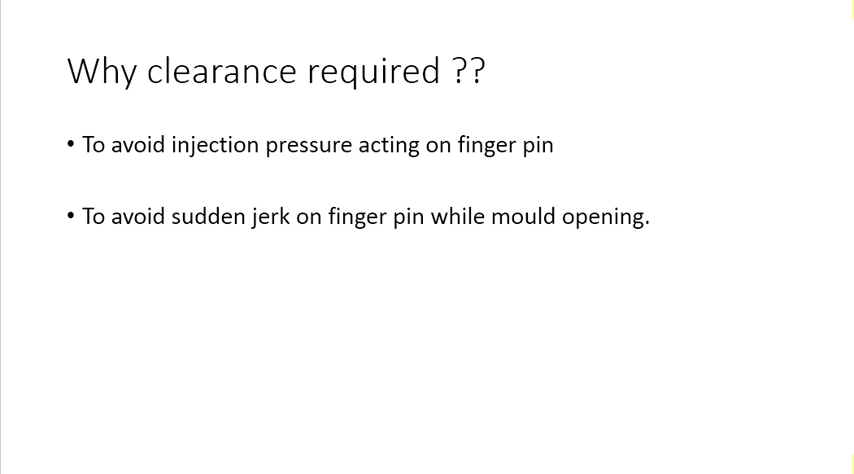 Why clearance required ??
• To avoid injection pressure acting on finger pin
• To avoid sudden jerk on finger pin while mould opening.